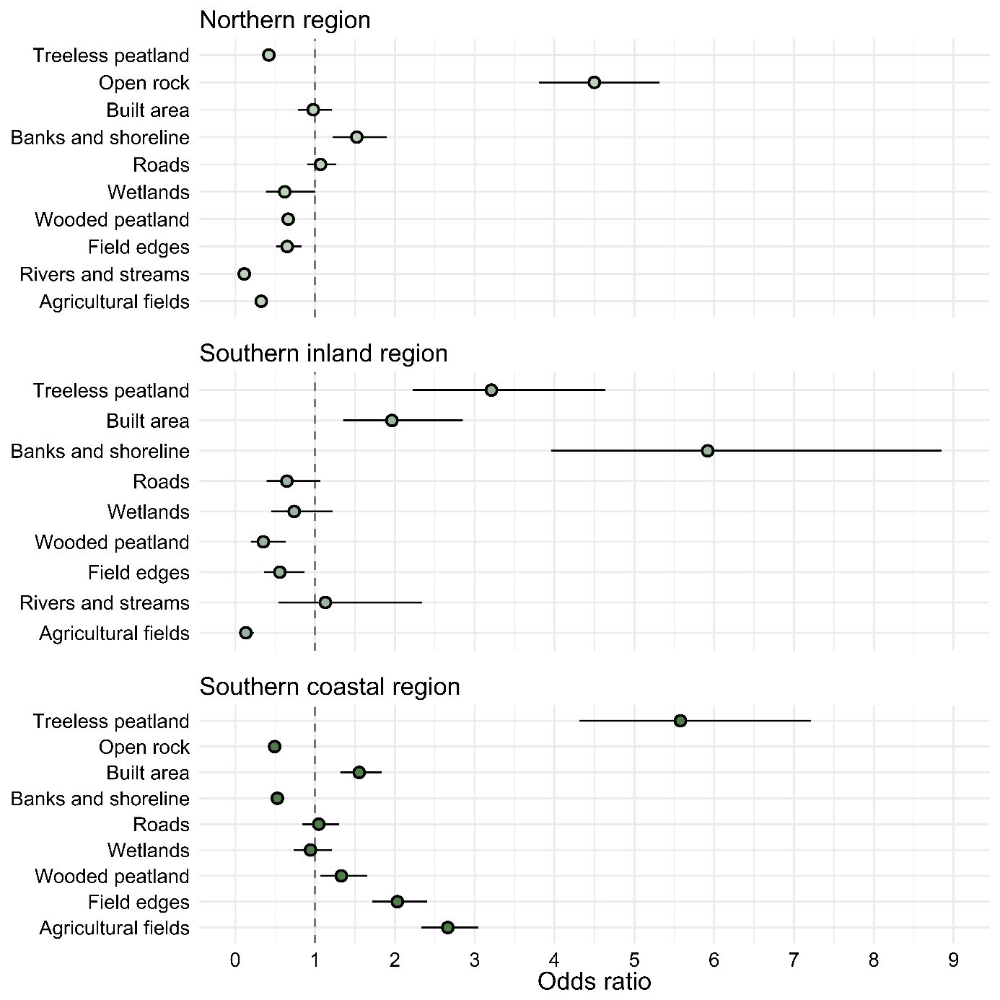 Northern region
Treeless peatland
Open rock
Built area
Banks and shoreline
Roads
Wetlands
Wooded peatland
Field edges
Rivers and streams
Agricultural fields
Southern inland region
Treeless peatland
Built area
Banks and shoreline
Roads
Wetlands
Wooded peatland
Field edges
Rivers and streams
Agricultural fields
Southern coastal region
Treeless peatland
Open rock
Built area
Banks and shoreline
Roads
Wetlands
Wooded peatland
Field edges
Agricultural fields
0 1 2 3 4 5 6 7 8 9
Odds ratio